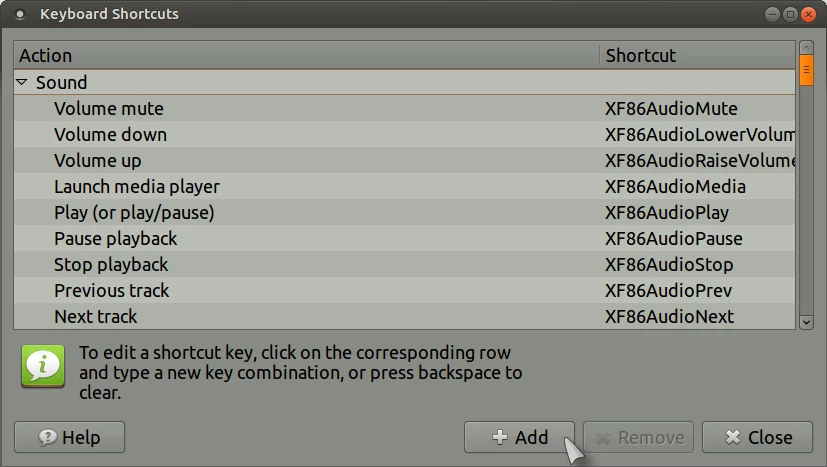 Keyboard Shortcuts
Action Shortcut
Sound
Volume mute XF86AudioMute
Volume down XF86AudioLowerVolum
Volume up XF86AudioRaiseVolume
Launch media player XF86AudioMedia
Play (or play/pause) XF86AudioPlay
Pause playback XF86AudioPause
Stop playback XF86AudioStop
Previous track XF86AudioPrev
Next track XF86AudioNext
To edit a shortcut key, click on the corresponding row
and type a new key combination, or press backspace to
clear.
Help Add Remove Close